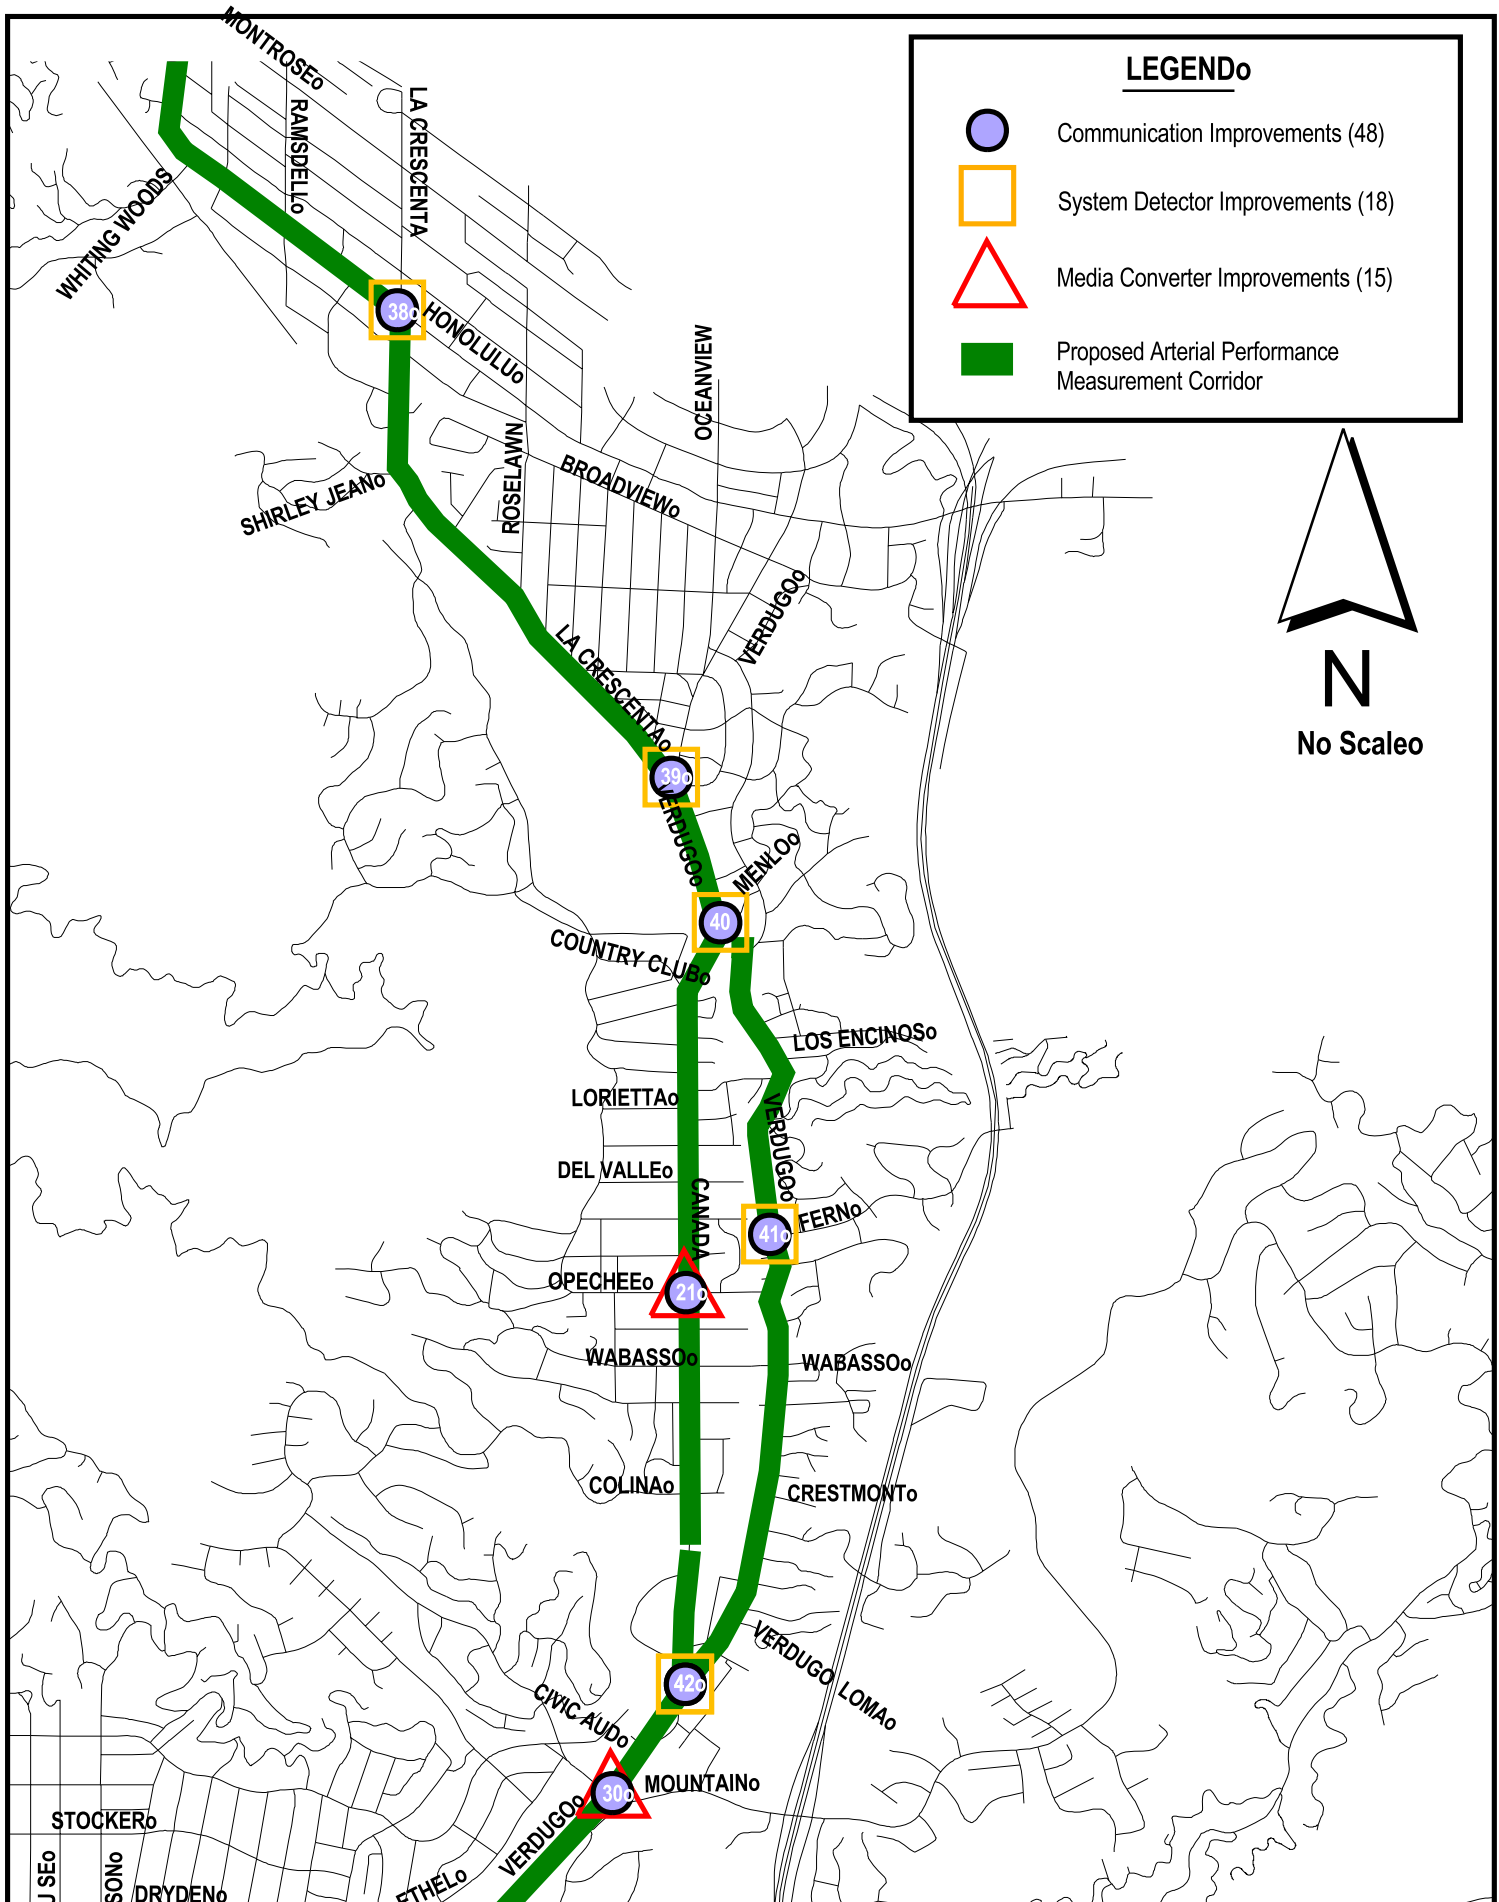 MONTROSEo
LEGENDo
Communication Improvements (48)
System Detector Improvements (18)
Media Converter Improvements (15)
Proposed Arterial Performance
Measurement Corridor
RAMSDELLo
LA CRESCENTA
WHITING WOODS
38o
HONOLULUo
OCEANVIEW
ROSELAWN
BROADVIEWo
SHIRLEY JEANo
VERDUGOo
LA CRESCENTAo
N
No Scaleo
39o
VERDUGOo
MENLOo
40
COUNTRY CLUBo
LOS ENCINOSo
LORIETTAo
VERDUGOo
DEL VALLEo
CANADA
FERNo
41o
OPECHEEo
21o
WABASSOo
WABASSOo
COLINAo
CRESTMONTo
VERDUGO LOMAo
42o
CIVIC AUDo
MOUNTAINo
30o
STOCKERo
VERDUGOo
J SEo
SONo
DRYDENo
ETHELo